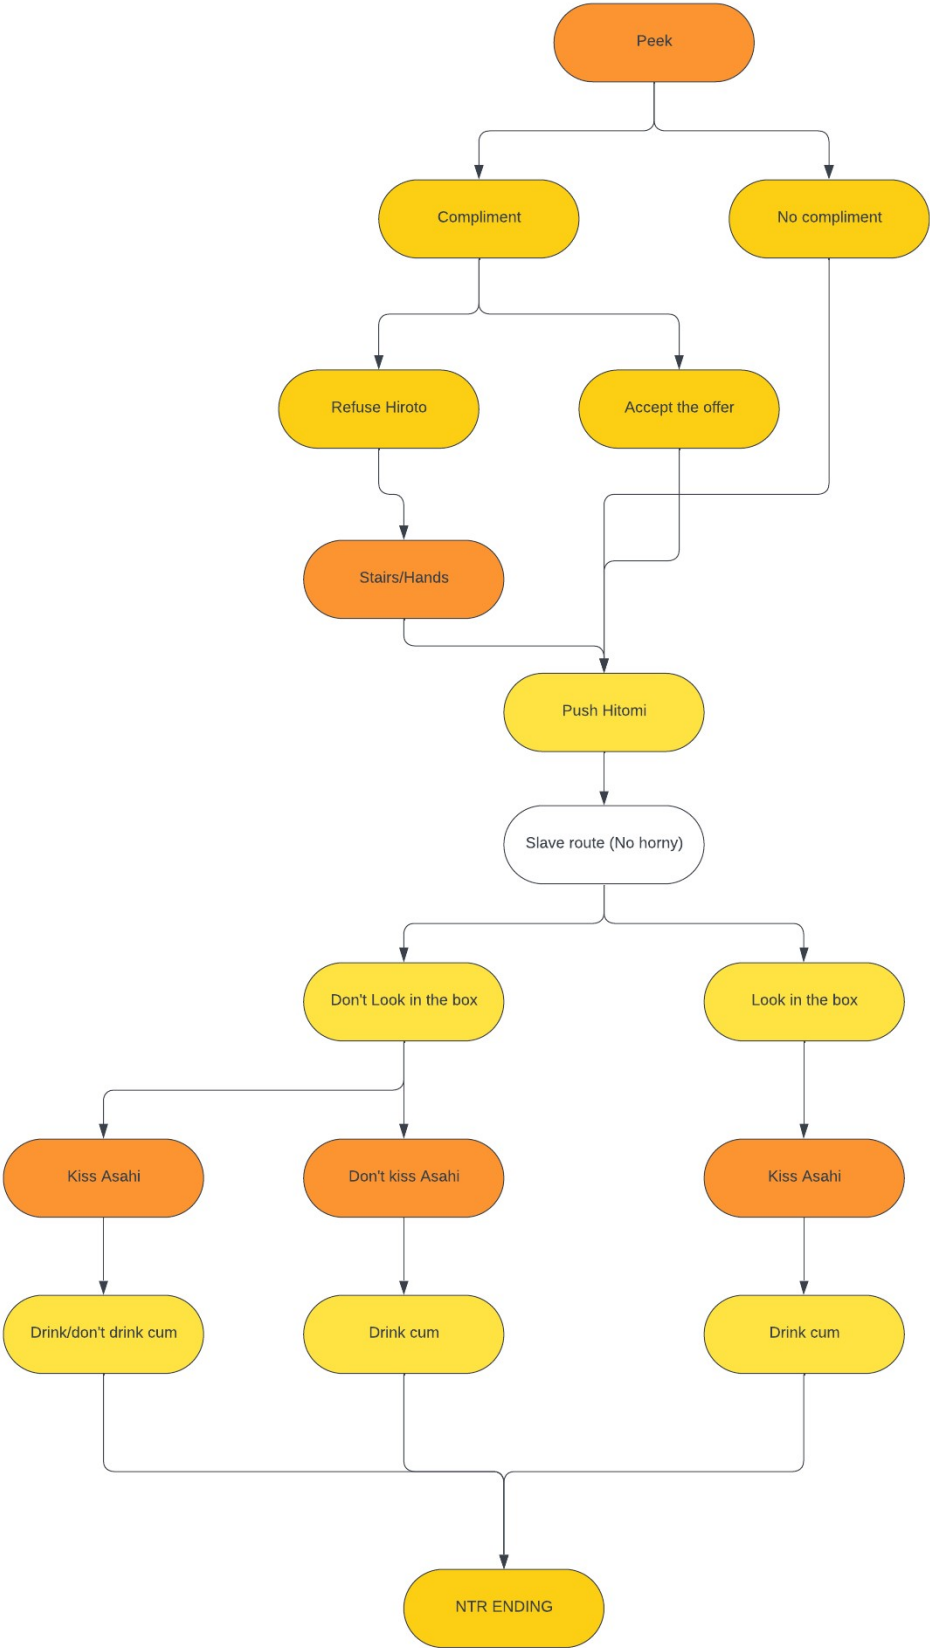 Peek
Compliment
No compliment
Refuse Hiroto
Accept the offer
Stairs/Hands
Push Hitomi
Slave route (No horny)
Don't Look in the box
Look in the box
Kiss Asahi
Don't kiss Asahi
Kiss Asahi
Drink/don't drink cum
Drink cum
Drink cum
NTR ENDING